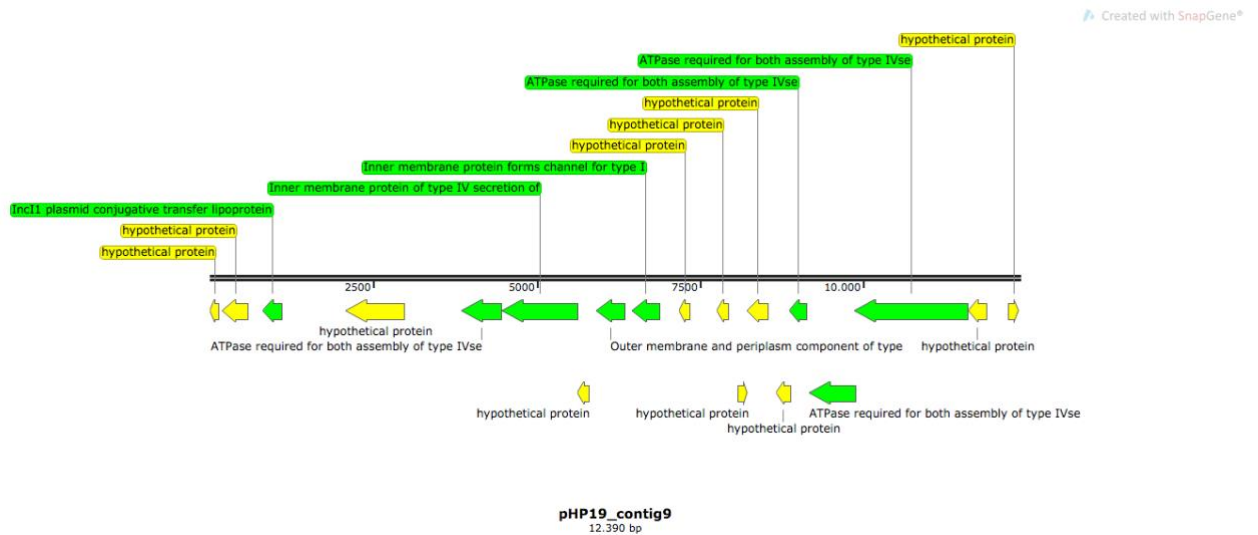 Created with SnapGene®
hypothetical protein
ATPase required for both assembly of type IVse
ATPase required for both assembly of type IVse
hypothetical protein
hypothetical protein
hypothetical protein
Inner membrane protein forms channel for type I
Inner membrane protein of type IV secretion of
IncI1 plasmid conjugative transfer lipoprotein
hypothetical protein
hypothetical protein
2500 5000 7500 10.000
hypothetical protein
ATPase required for both assembly of type IVse Outer membrane and periplasm component of type hypothetical protein
hypothetical protein hypothetical protein ATPase required for both assembly of type IVse
hypothetical protein
pHP19_contig9
12.390 bp